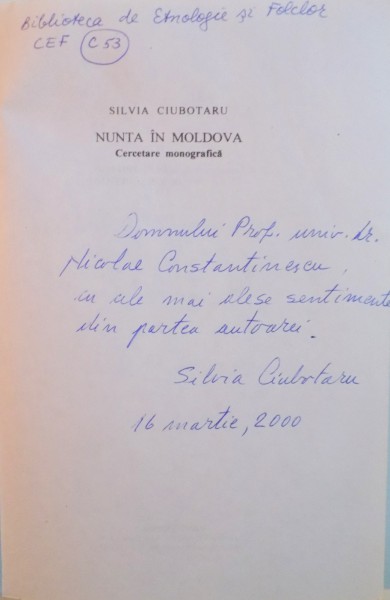 Biblioteca de Etnologie și Folclor
CEF C 53
SILVIA CIUBOTARU
NUNTA ÎN MOLDOVA
Cercetare monografică
Domnului Prof. univ. dr.
Nicolae Constantinescu,
cu cele mai alese sentimente
din partea autoarei.
Silvia Ciubotaru
16 martie, 2000